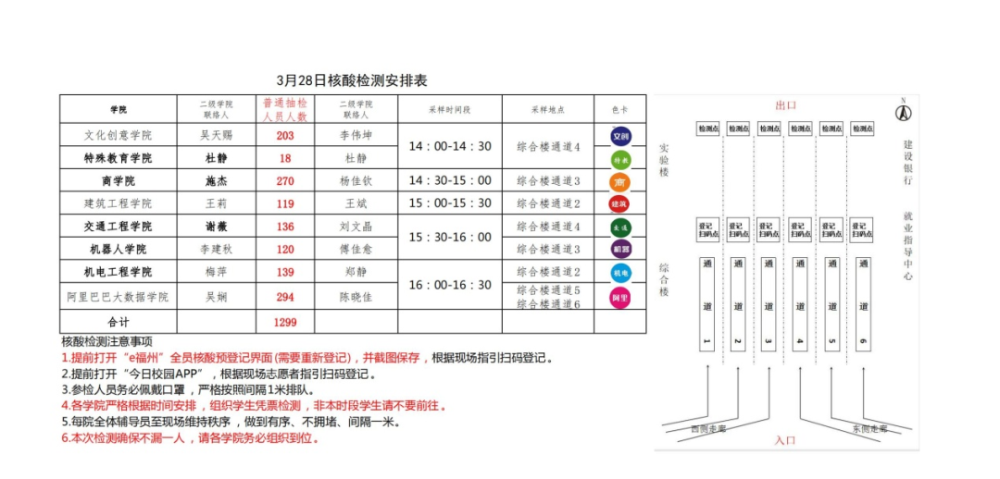 3月28日核酸检测安排表
学院 二级学院联络人 普通抽检人员人数 二级学院联络人 采样时间段 采样地点 色卡
文化创意学院 吴天赐 203 李伟坤 14：00-14：30 综合楼通道4 文创
特殊教育学院 杜静 18 杜静 特教
商学院 施杰 270 杨佳钦 14：30-15：00 综合楼通道3 商
建筑工程学院 王莉 119 王斌 15：00-15：30 综合楼通道2 建筑
交通工程学院 谢薇 136 刘文晶 15：30-16：00 综合楼通道4 交通
机器人学院 李建秋 120 傅佳愈 综合楼通道3 机器
机电工程学院 梅萍 139 郑静 16：00-16：30 综合楼通道2 机电
阿里巴巴大数据学院 吴娴 294 陈晓佳 综合楼通道5 综合楼通道6 阿里
合计 1299
核酸检测注意事项
1.提前打开“e福州”全员核酸预登记界面(需要重新登记)，并截图保存，根据现场指引扫码登记。
2.提前打开“今日校园APP”，根据现场志愿者指引扫码登记。
3.参检人员务必佩戴口罩，严格按照间隔1米排队。
4.各学院严格根据时间安排，组织学生凭票检测，非本时段学生请不要前往。
5.每院全体辅导员至现场维持秩序，做到有序、不拥堵、间隔一米。
6.本次检测确保不漏一人，请各学院务必组织到位。
出口
N
检测点 检测点 检测点 检测点 检测点 检测点
实验楼
建设银行
登记扫码点 登记扫码点 登记扫码点 登记扫码点 登记扫码点 登记扫码点
就业指导中心
综合楼
通道1 通道2 通道3 通道4 通道5 通道6
西侧走廊 东侧走廊
入口